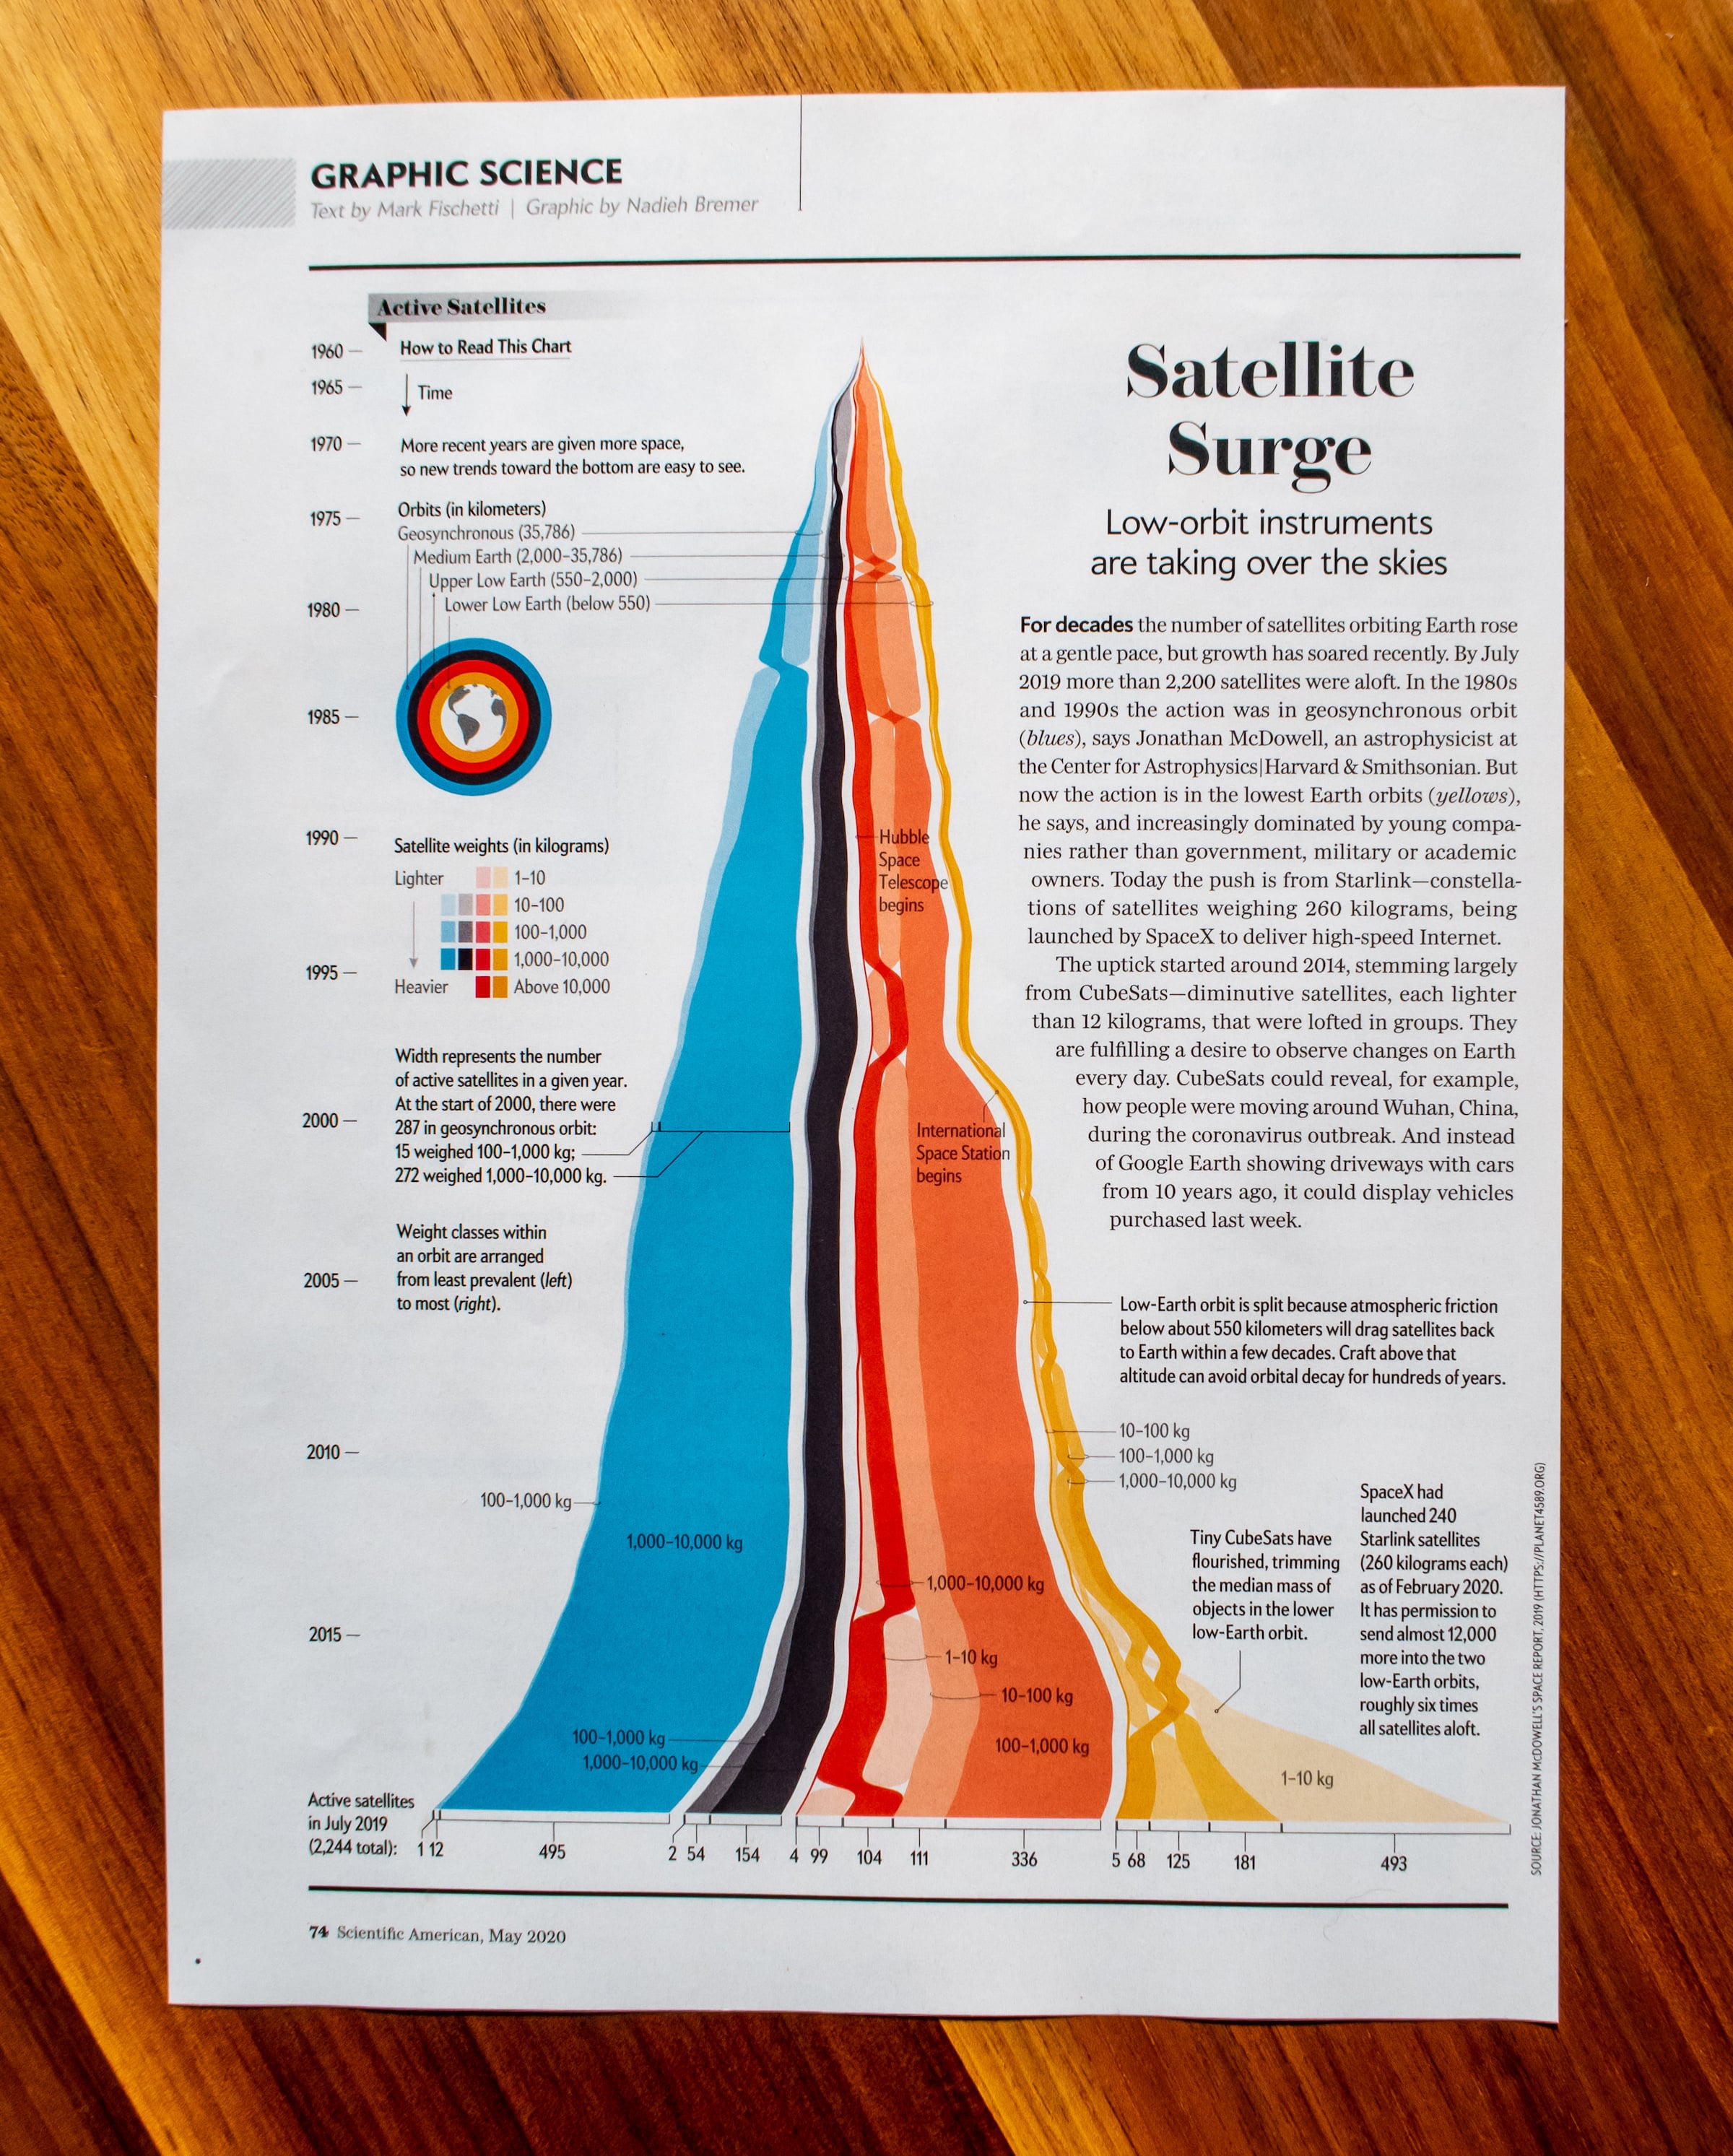 GRAPHIC SCIENCE
Text by Mark Fischetti | Graphic by Nadieh Bremer
Active Satellites
How to Read This Chart
Time
More recent years are given more space,
so new trends toward the bottom are easy to see.
Orbits (in kilometers)
Geosynchronous (35,786)
Medium Earth (2,000–35,786)
Upper Low Earth (550–2,000)
Lower Low Earth (below 550)
1960
1965
1970
1975
1980
1985
1990
1995
2000
2005
2010
2015
Satellite weights (in kilograms)
Lighter
1–10
10–100
100–1,000
1,000–10,000
Heavier
Above 10,000
Width represents the number
of active satellites in a given year.
At the start of 2000, there were
287 in geosynchronous orbit:
15 weighed 100–1,000 kg;
272 weighed 1,000–10,000 kg.
Weight classes within
an orbit are arranged
from least prevalent (left)
to most (right).
Hubble
Space
Telescope
begins
International
Space Station
begins
Satellite
Surge
Low-orbit instruments
are taking over the skies
For decades the number of satellites orbiting Earth rose
at a gentle pace, but growth has soared recently. By July
2019 more than 2,200 satellites were aloft. In the 1980s
and 1990s the action was in geosynchronous orbit
(blues), says Jonathan McDowell, an astrophysicist at
the Center for Astrophysics|Harvard & Smithsonian. But
now the action is in the lowest Earth orbits (yellows),
he says, and increasingly dominated by young compa-
nies rather than government, military or academic
owners. Today the push is from Starlink—constella-
tions of satellites weighing 260 kilograms, being
launched by SpaceX to deliver high-speed Internet.
The uptick started around 2014, stemming largely
from CubeSats—diminutive satellites, each lighter
than 12 kilograms, that were lofted in groups. They
are fulfilling a desire to observe changes on Earth
every day. CubeSats could reveal, for example,
how people were moving around Wuhan, China,
during the coronavirus outbreak. And instead
of Google Earth showing driveways with cars
from 10 years ago, it could display vehicles
purchased last week.
Low-Earth orbit is split because atmospheric friction
below about 550 kilometers will drag satellites back
to Earth within a few decades. Craft above that
altitude can avoid orbital decay for hundreds of years.
10–100 kg
100–1,000 kg
1,000–10,000 kg
100–1,000 kg
1,000–10,000 kg
Tiny CubeSats have
flourished, trimming
the median mass of
objects in the lower
low-Earth orbit.
SpaceX had
launched 240
Starlink satellites
(260 kilograms each)
as of February 2020.
It has permission to
send almost 12,000
more into the two
low-Earth orbits,
roughly six times
all satellites aloft.
1,000–10,000 kg
1–10 kg
10–100 kg
100–1,000 kg
100–1,000 kg
1,000–10,000 kg
1–10 kg
Active satellites
in July 2019
(2,244 total):
1 12 495 2 54 154 4 99 104 111 336 5 68 125 181 493
SOURCE: JONATHAN McDOWELL'S SPACE REPORT, 2019 (HTTPS://PLANET4589.ORG)
74 Scientific American, May 2020